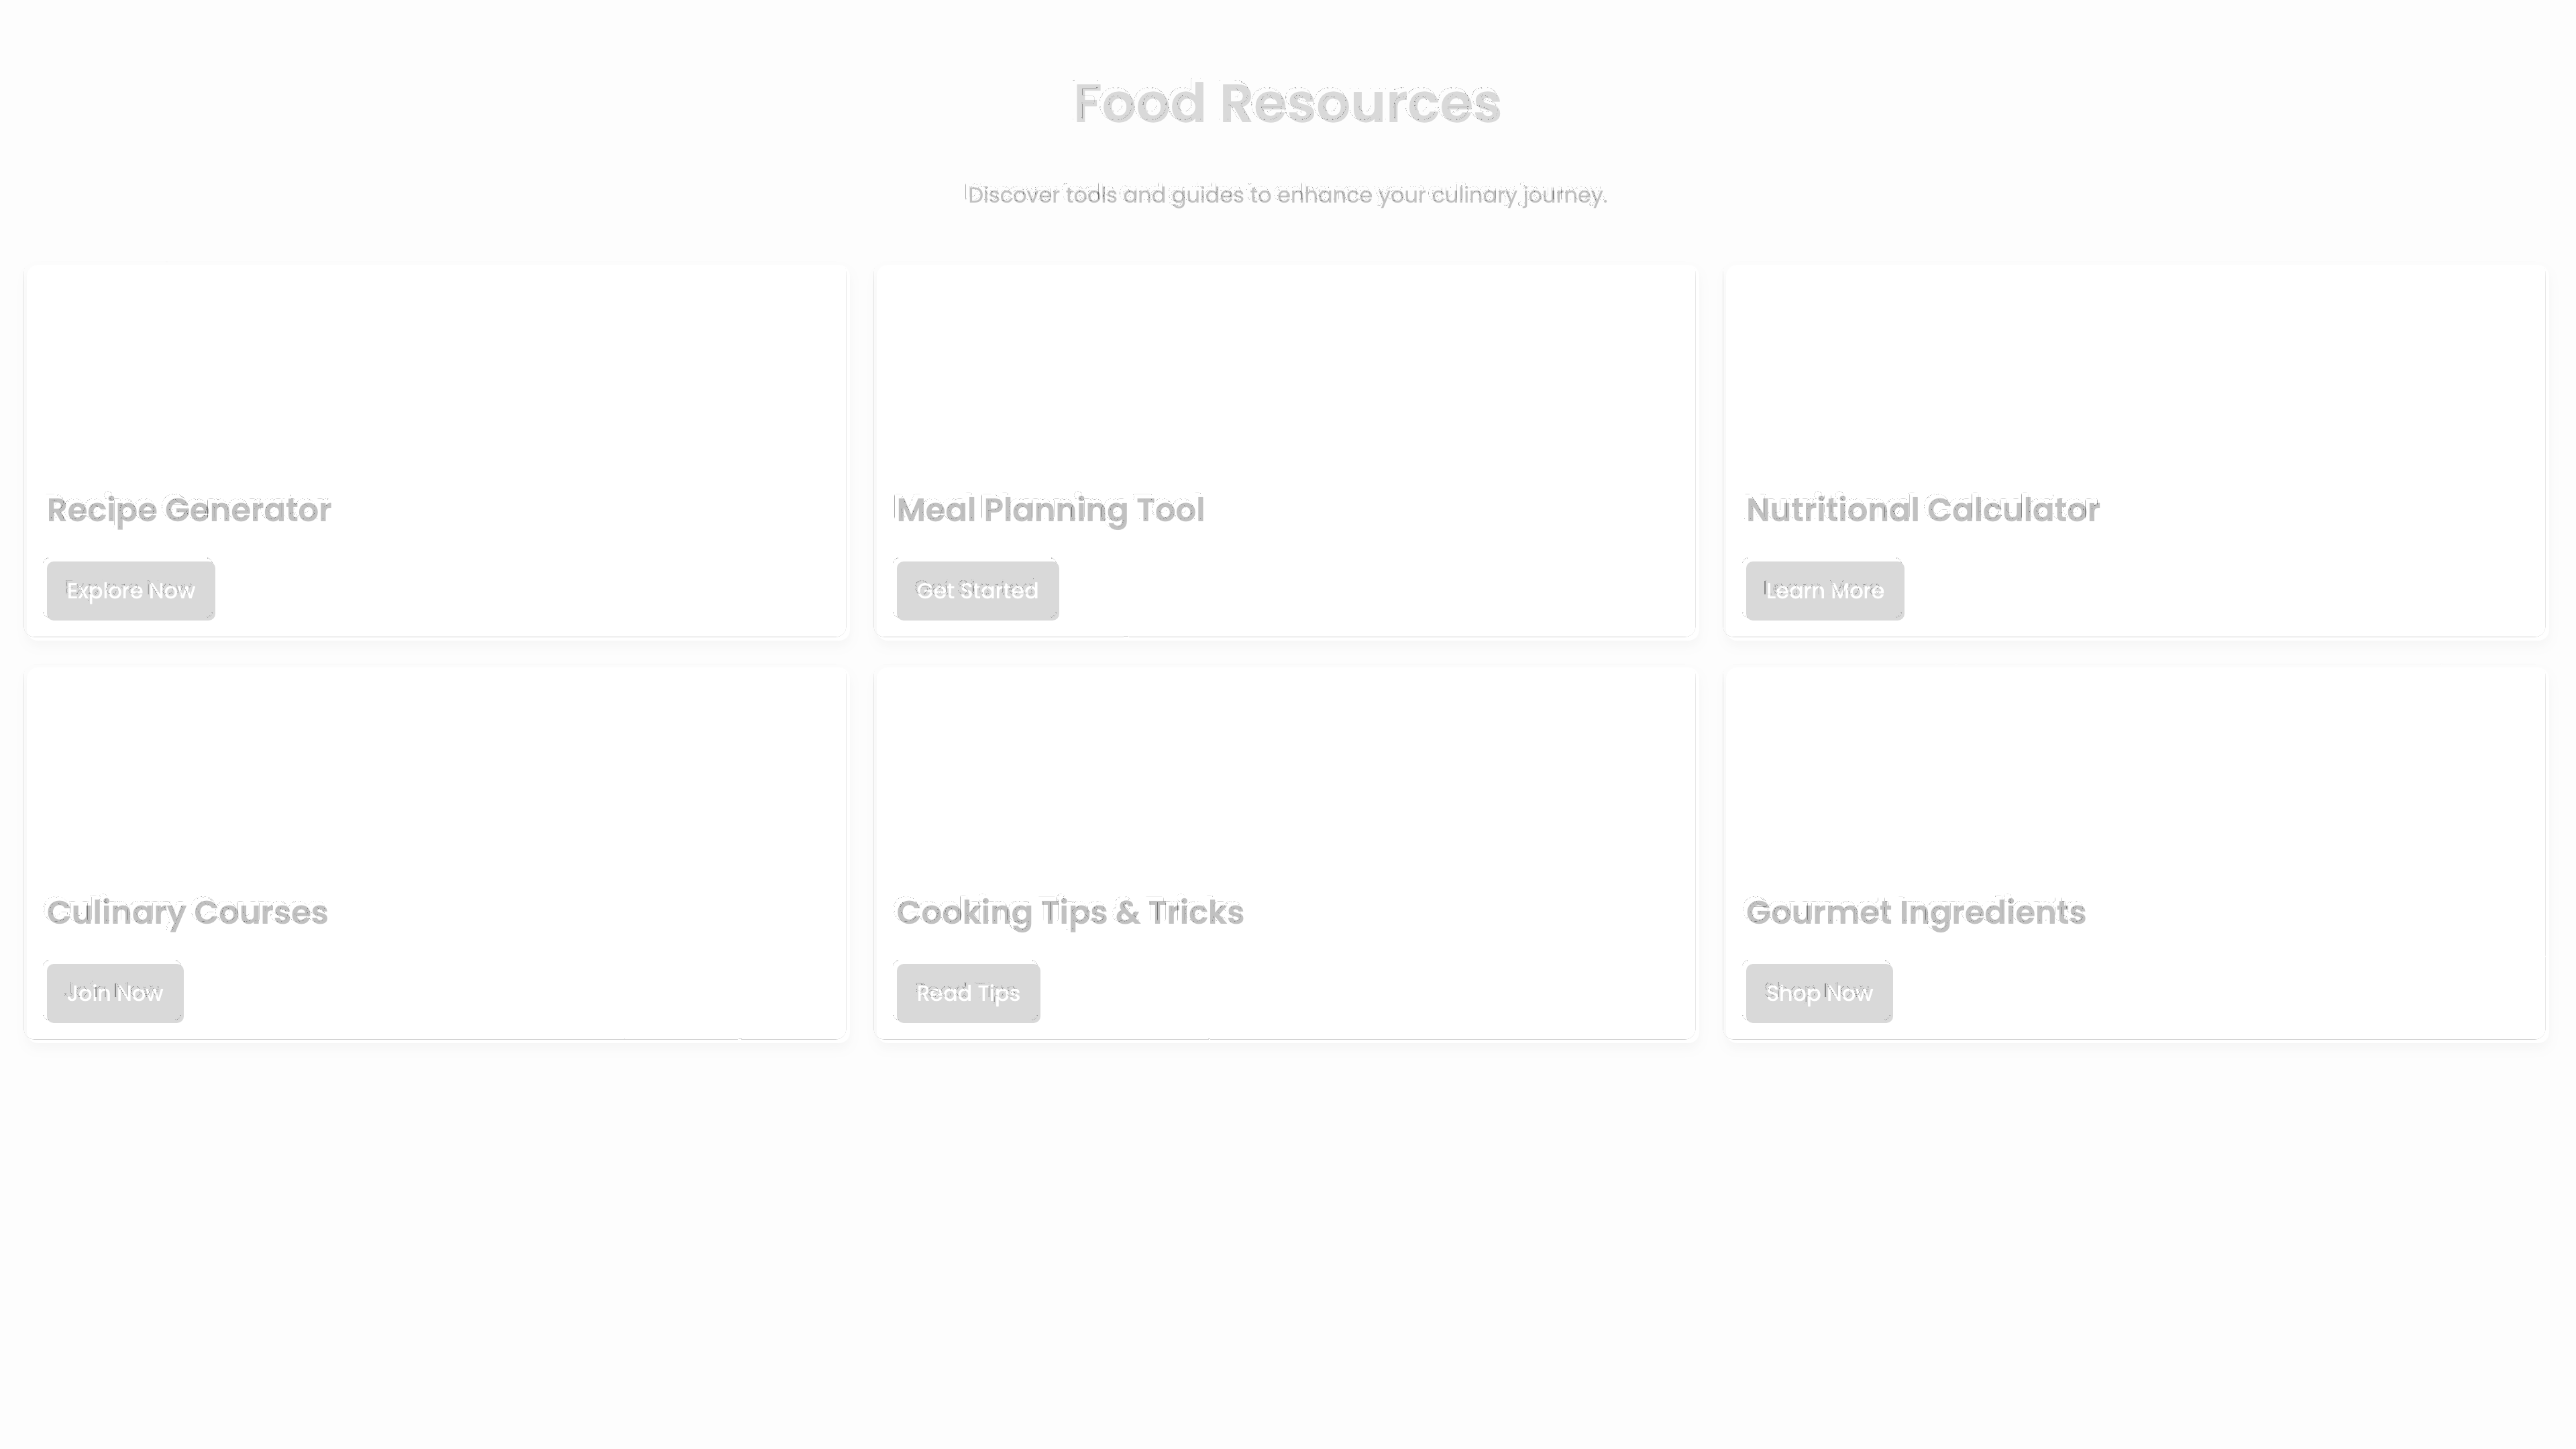 Food Resources
Discover tools and guides to enhance your culinary journey.
Recipe Generator
Explore Now
Meal Planning Tool
Get Started
Nutritional Calculator
Learn More
Culinary Courses
Join Now
Cooking Tips & Tricks
Read Tips
Gourmet Ingredients
Shop Now